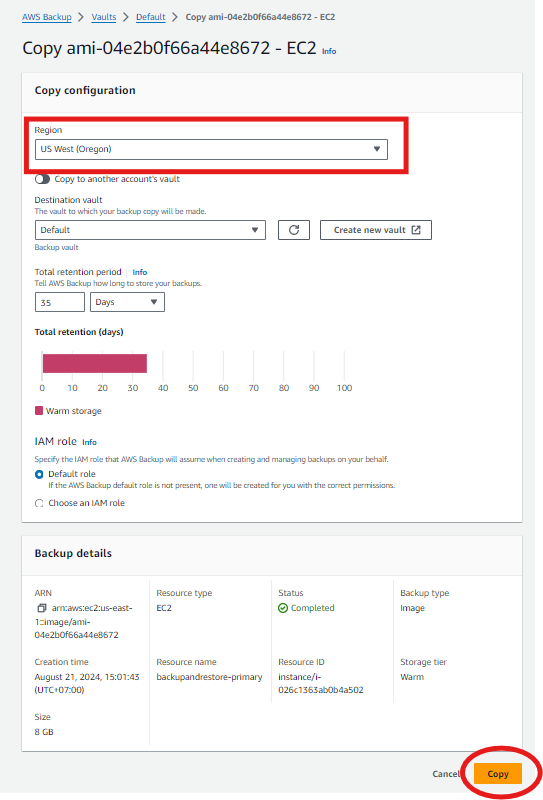 AWS Backup > Vaults > Default > Copy ami-04e2b0f66a44e8672 - EC2
Copy ami-04e2b0f66a44e8672 - EC2 Info
Copy configuration
Region
US West (Oregon)
Copy to another account's vault
Destination vault
The vault to which your backup copy will be made.
Default
Create new vault
Backup vault
Total retention period Info
Tell AWS Backup how long to store your backups.
35 Days
Total retention (days)
0 10 20 30 40 50 60 70 80 90 100
Warm storage
IAM role Info
Specify the IAM role that AWS Backup will assume when creating and managing backups on your behalf.
Default role
If the AWS Backup default role is not present, one will be created for you with the correct permissions.
Choose an IAM role
Backup details
ARN
arn:aws:ec2:us-east-
1::image/ami-
04e2b0f66a44e8672
Resource type
EC2
Status
Completed
Backup type
Image
Creation time
August 21, 2024, 15:01:43
(UTC+07:00)
Resource name
backupandrestore-primary
Resource ID
instance/i-
026c1363ab0b4a502
Storage tier
Warm
Size
8 GB
Cancel
Copy